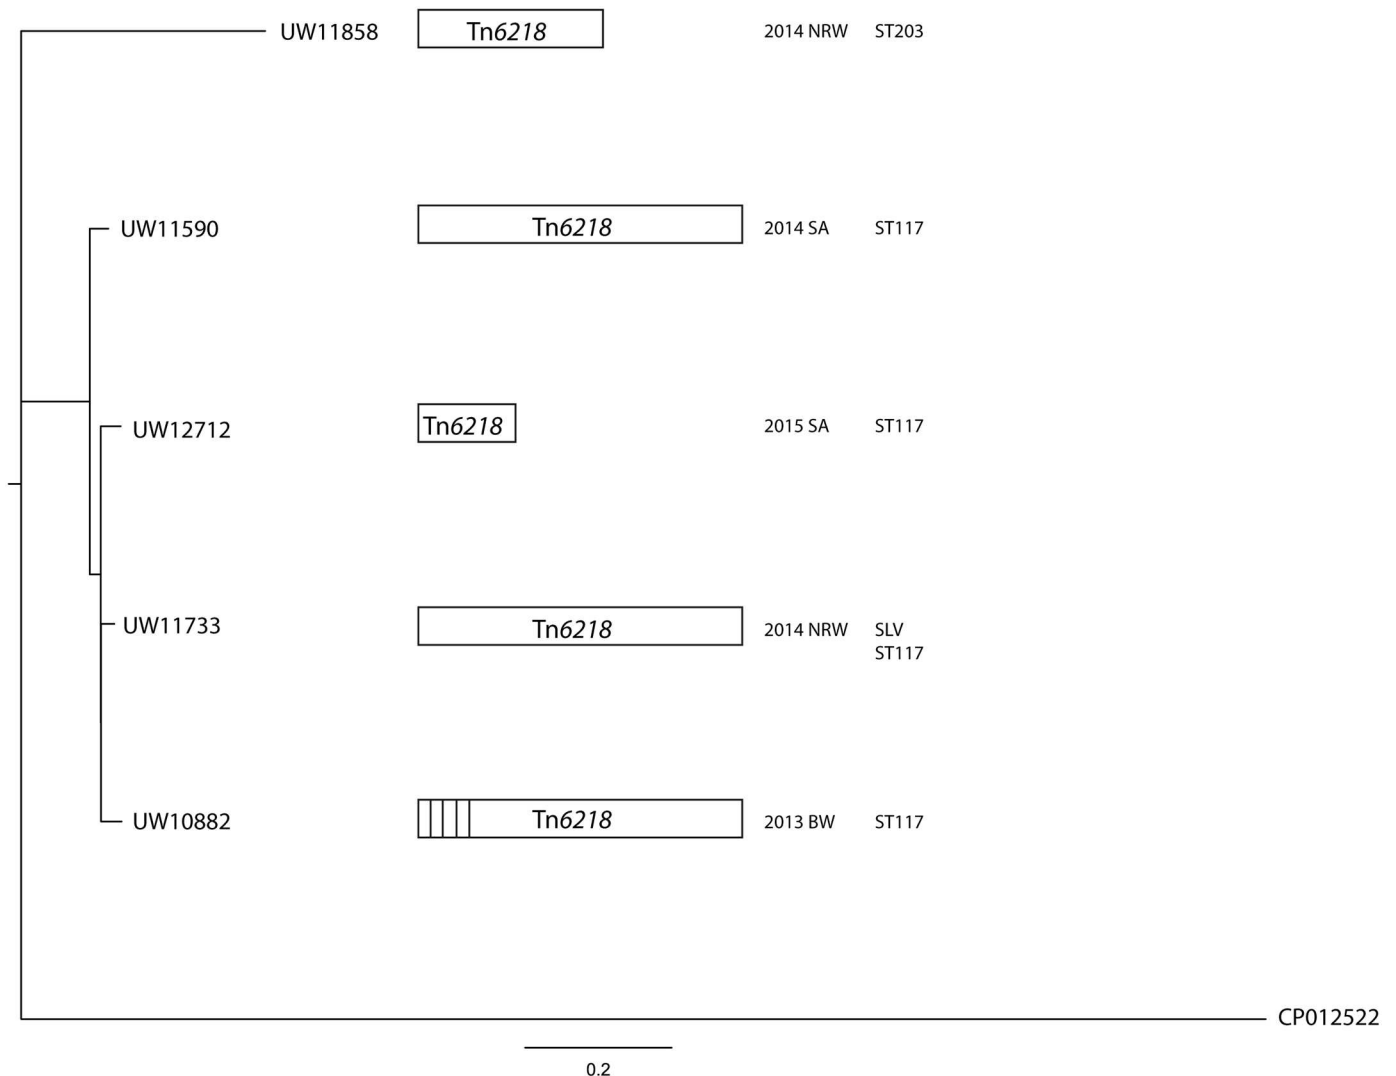 UW11858 Tn6218 2014 NRW ST203
UW11590 Tn6218 2014 SA ST117
UW12712 Tn6218 2015 SA ST117
UW11733 Tn6218 2014 NRW SLV
ST117
UW10882 Tn6218 2013 BW ST117
CP012522
0.2